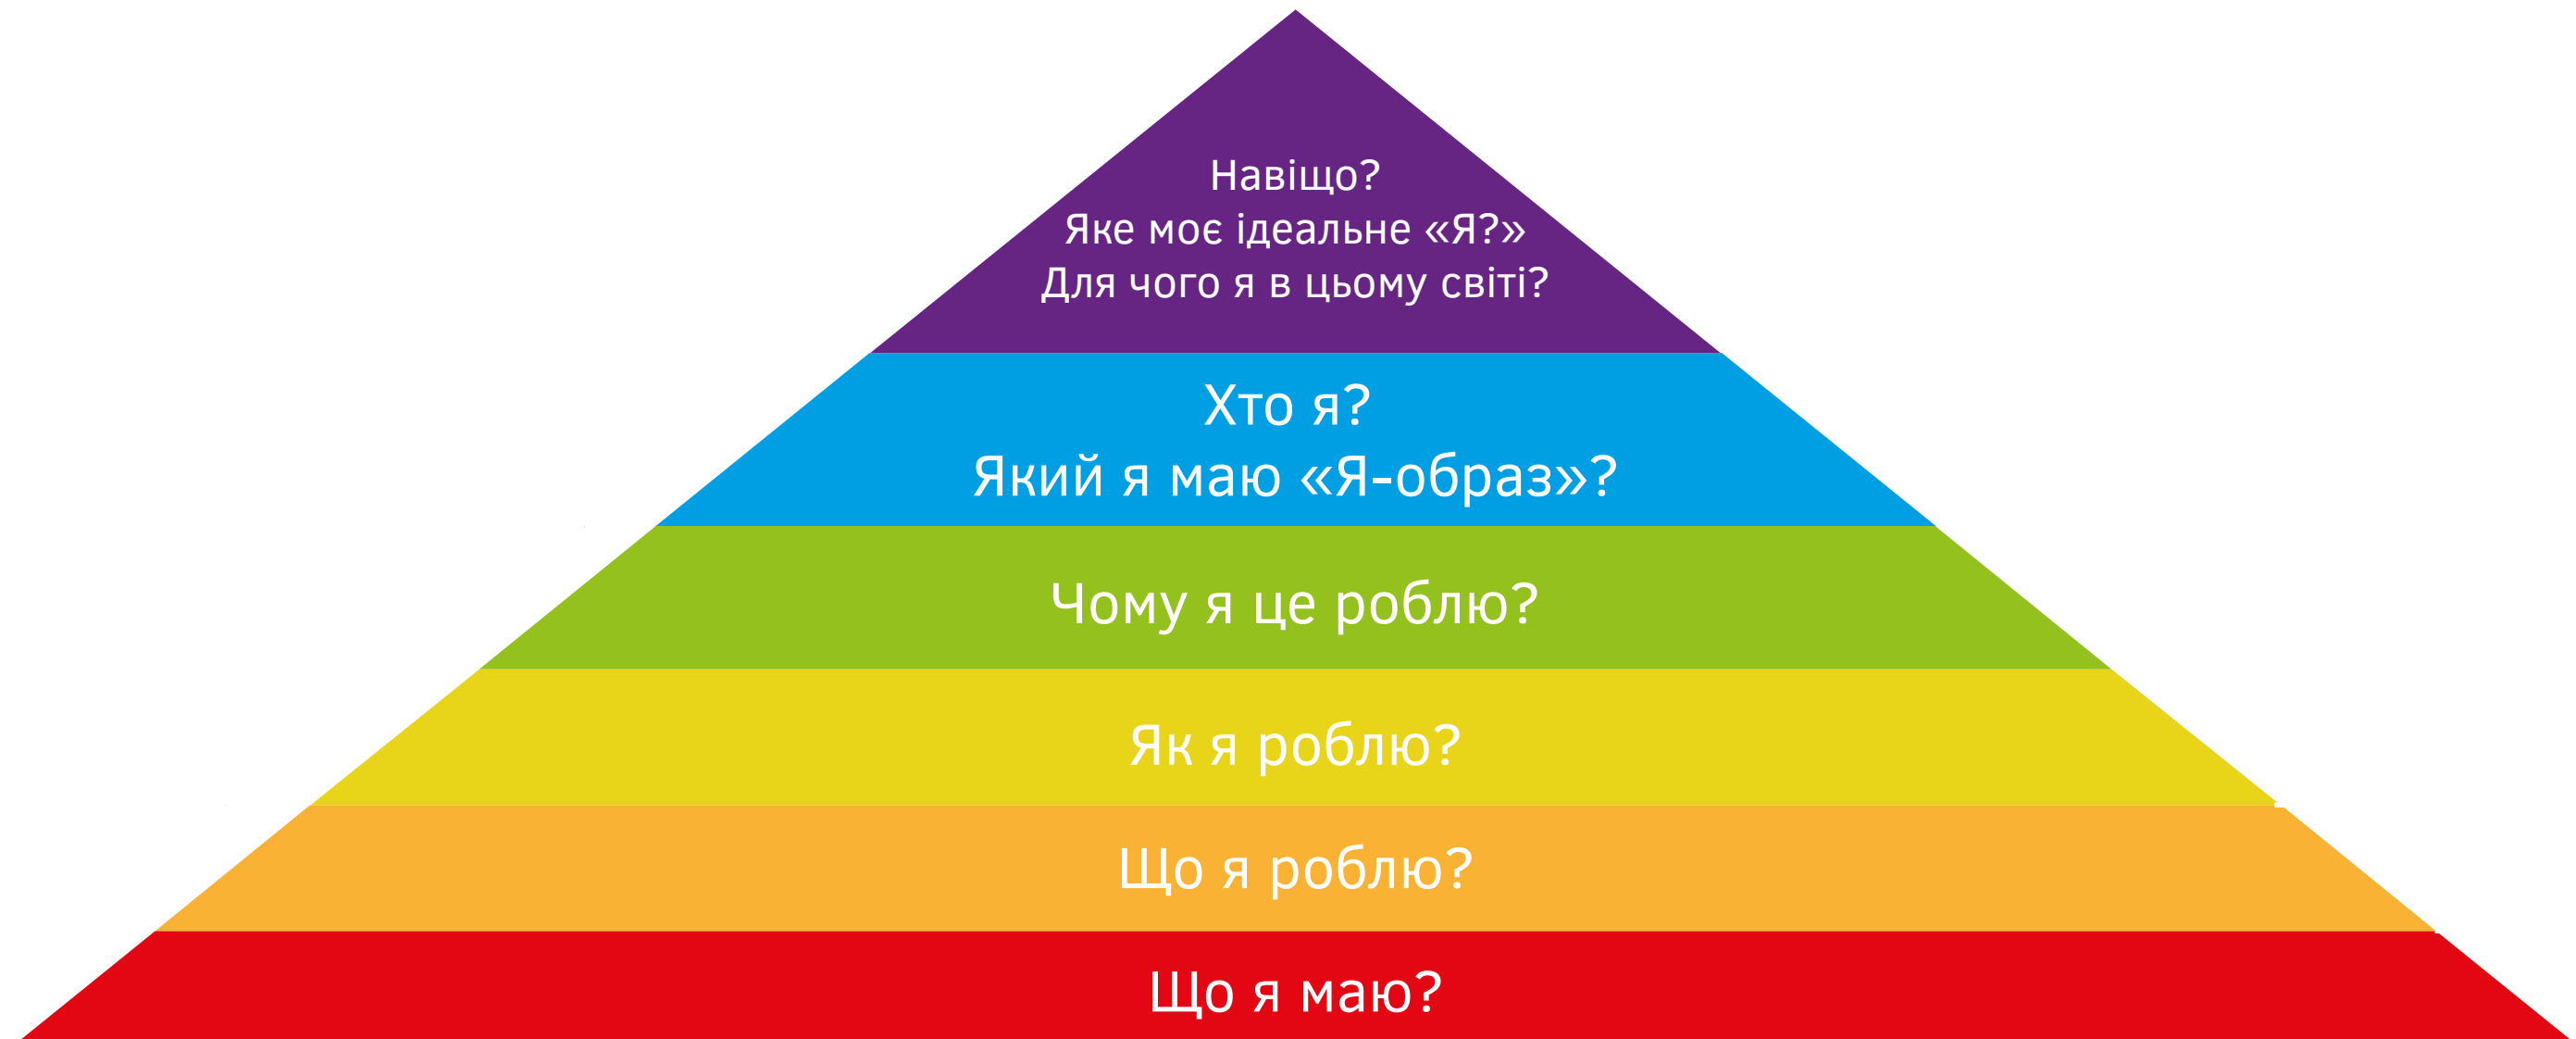 Навіщо?
Яке моє ідеальне «Я?»
Для чого я в цьому світі?
Хто я?
Який я маю «Я-образ»?
Чому я це роблю?
Як я роблю?
Що я роблю?
Що я маю?